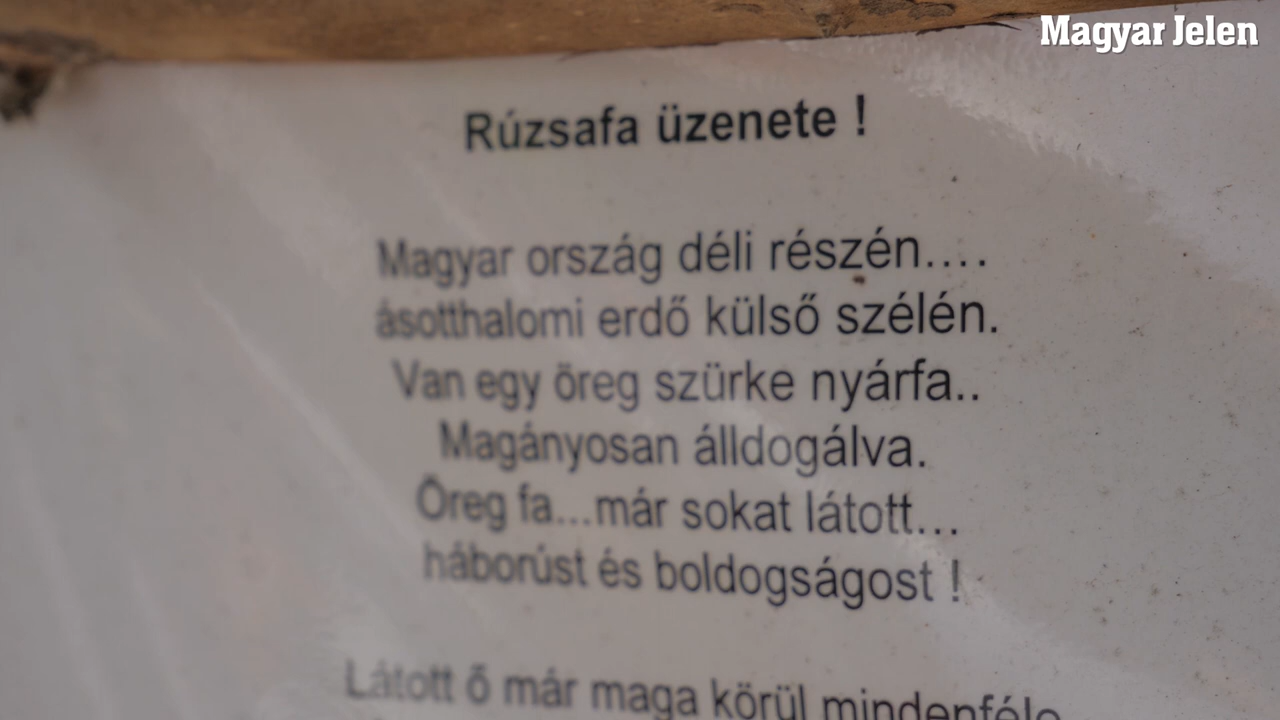 Magyar Jelen
Rúzsafa üzenete !
Magyar ország déli részén....
ásotthalomi erdő külső szélén.
Van egy öreg szürke nyárfa..
Magányosan álldogálva.
Öreg fa...már sokat látott...
háborúst és boldogságost !
Látott ő már maga körül mindenféle